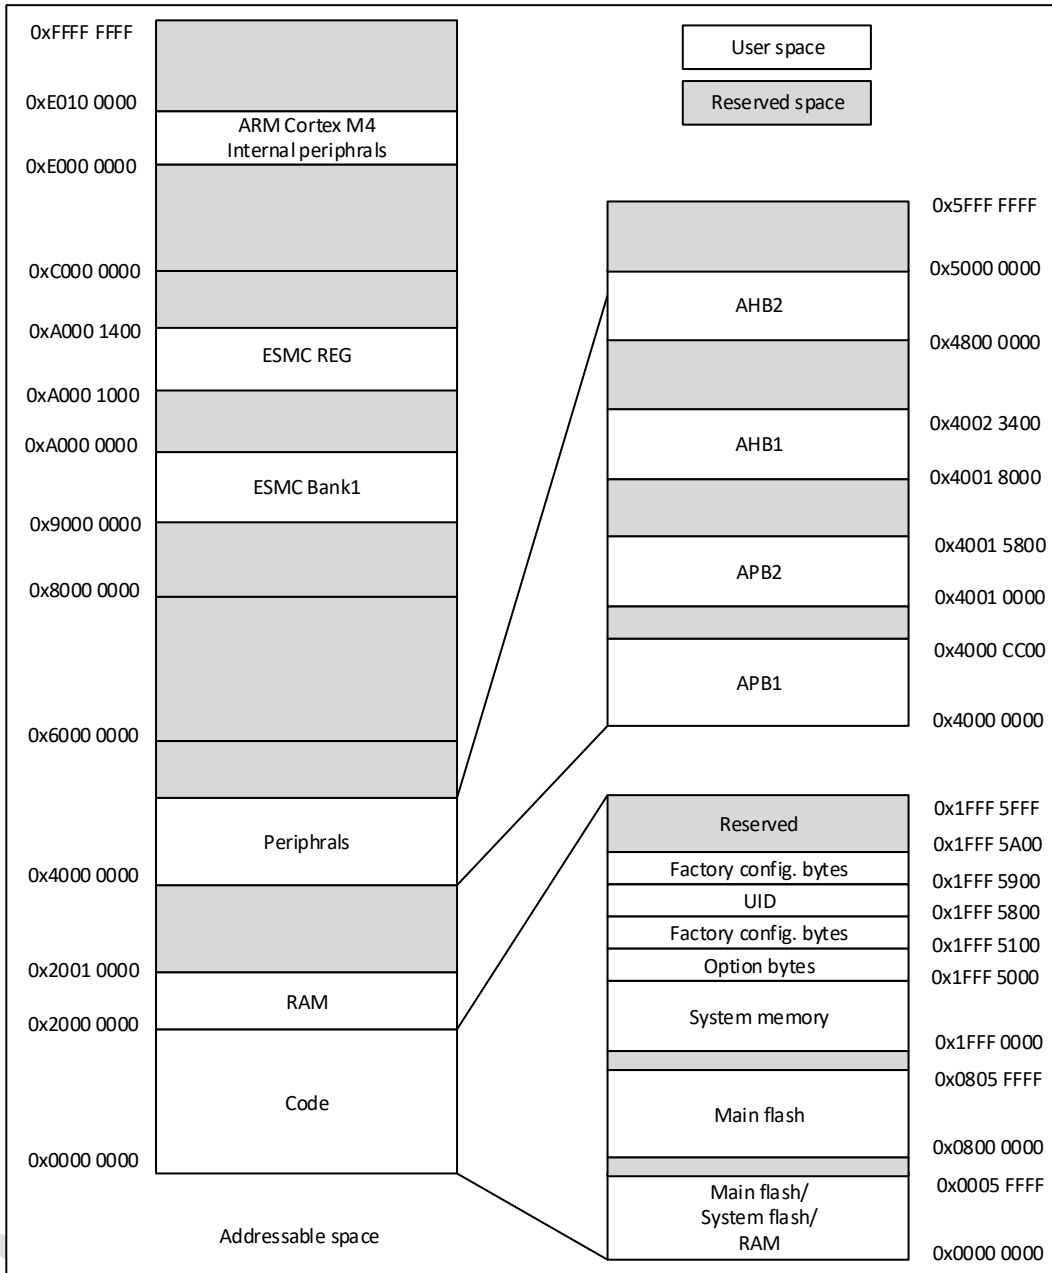 0xFFFF FFFF
0xE010 0000
ARM Cortex M4
Internal periphrals
0xE000 0000
0xC000 0000
0xA000 1400
ESMC REG
0xA000 1000
0xA000 0000
ESMC Bank1
0x9000 0000
0x8000 0000
0x6000 0000
Periphrals
0x4000 0000
0x2001 0000
RAM
0x2000 0000
Code
0x0000 0000
Addressable space
User space
Reserved space
0x5FFF FFFF
0x5000 0000
AHB2
0x4800 0000
0x4002 3400
AHB1
0x4001 8000
0x4001 5800
APB2
0x4001 0000
0x4000 CC00
APB1
0x4000 0000
0x1FFF 5FFF
Reserved
0x1FFF 5A00
Factory config. bytes
0x1FFF 5900
UID
0x1FFF 5800
Factory config. bytes
0x1FFF 5100
Option bytes
0x1FFF 5000
System memory
0x1FFF 0000
0x0805 FFFF
Main flash
0x0800 0000
0x0005 FFFF
Main flash/
System flash/
RAM
0x0000 0000